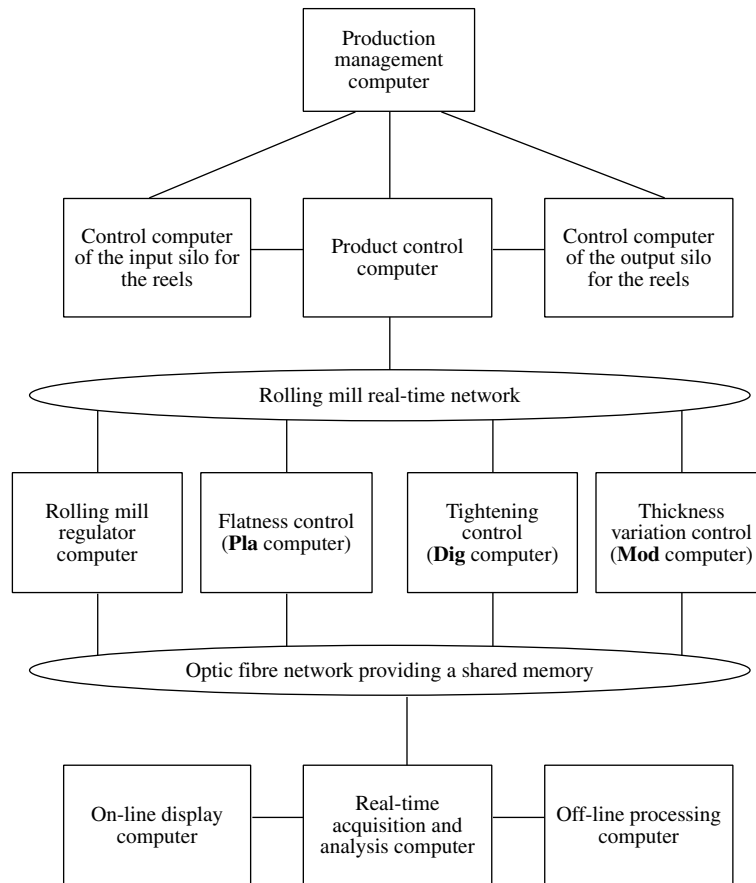 Production
management
computer
Control computer
of the input silo for
the reels
Product control
computer
Control computer
of the output silo
for the reels
Rolling mill real-time network
Rolling mill
regulator
computer
Flatness control
(Pla computer)
Tightening
control
(Dig computer)
Thickness
variation control
(Mod computer)
Optic fibre network providing a shared memory
On-line display
computer
Real-time
acquisition and
analysis computer
Off-line processing
computer